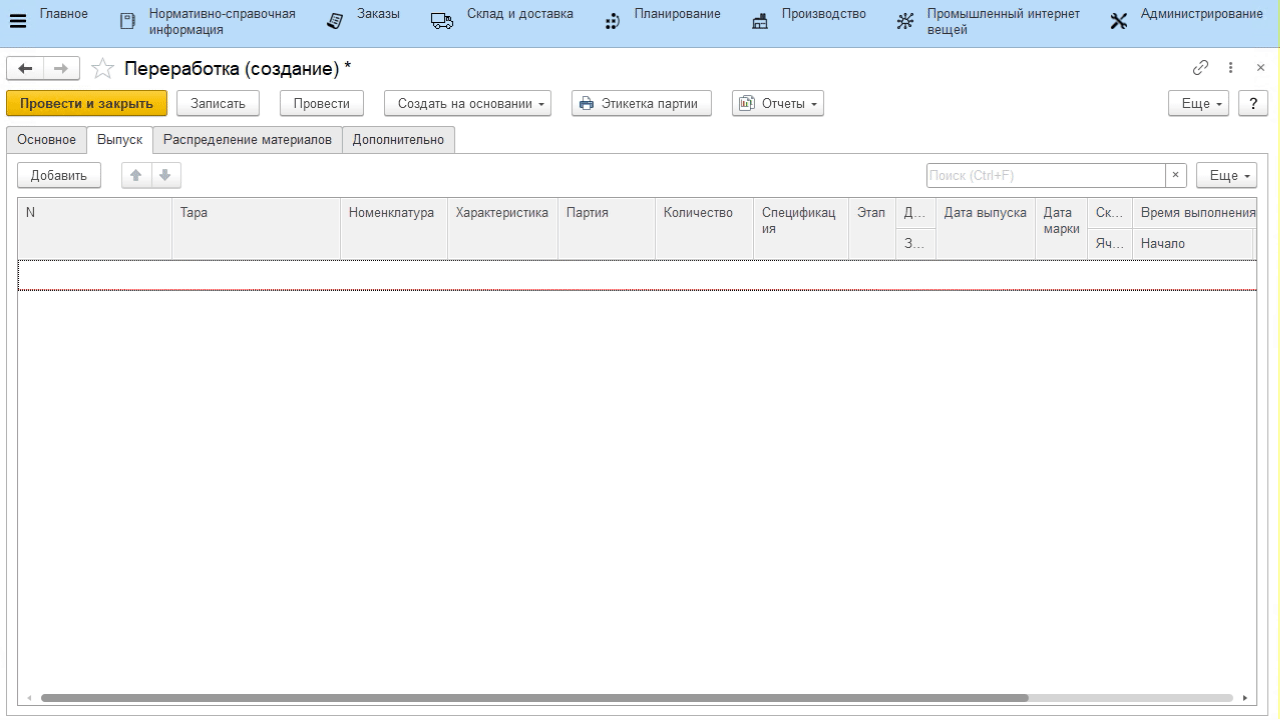 Главное
Нормативно-справочная
информация
Заказы
Склад и доставка
Планирование
Производство
Промышленный интернет
вещей
Администрирование
Переработка (создание) *
Провести и закрыть
Записать
Провести
Создать на основании
Этикетка партии
Отчеты
Еще
?
Основное
Выпуск
Распределение материалов
Дополнительно
Добавить
Поиск (Ctrl+F)
×
Еще
N
Тара
Номенклатура
Характеристика
Партия
Количество
Спецификац
ия
Этап
Д...
З...
Дата выпуска
Дата
марки
Ск...
Яч...
Время выполнения
Начало